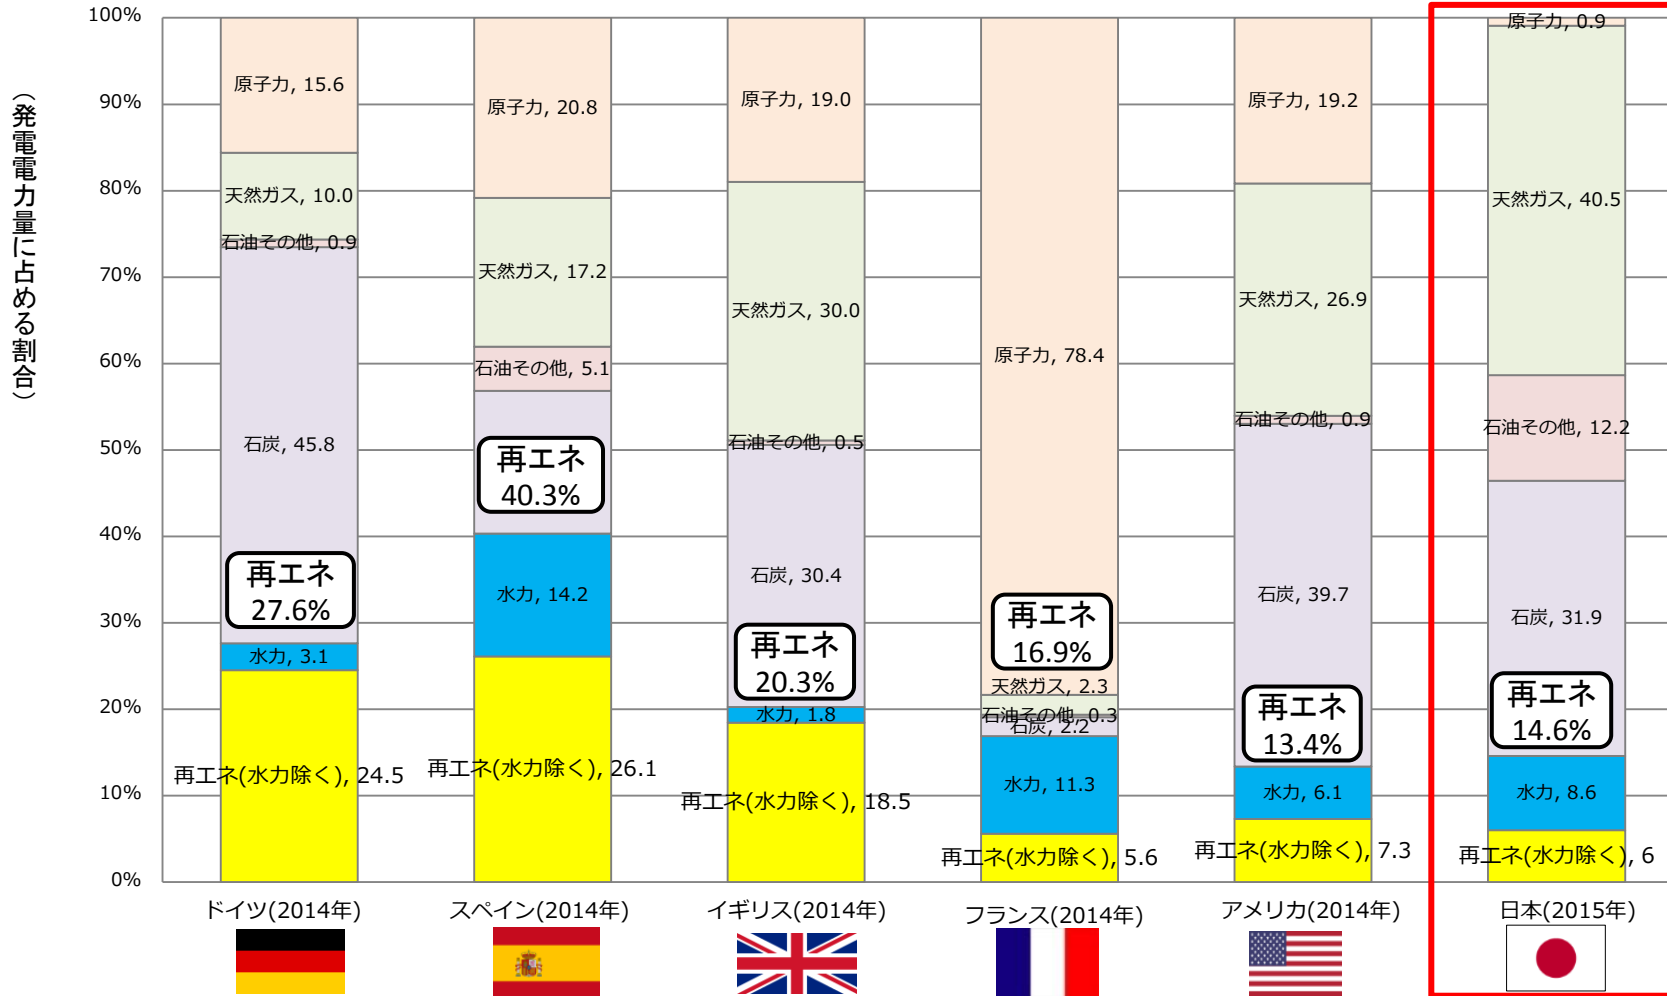 (発電電力量に占める割合)
100%
90%
80%
70%
60%
50%
40%
30%
20%
10%
0%
原子力, 15.6
天然ガス, 10.0
石油その他, 0.9
石炭, 45.8
再エネ
27.6%
水力, 3.1
再エネ(水力除く), 24.5
ドイツ(2014年)
原子力, 20.8
天然ガス, 17.2
石油その他, 5.1
再エネ
40.3%
水力, 14.2
再エネ(水力除く), 26.1
スペイン(2014年)
原子力, 19.0
天然ガス, 30.0
石油その他, 0.5
石炭, 30.4
再エネ
20.3%
水力, 1.8
再エネ(水力除く), 18.5
イギリス(2014年)
原子力, 78.4
再エネ
16.9%
天然ガス, 2.3
石油その他, 0.3
石炭, 2.2
水力, 11.3
再エネ(水力除く), 5.6
フランス(2014年)
原子力, 19.2
天然ガス, 26.9
石油その他, 0.9
石炭, 39.7
再エネ
13.4%
水力, 6.1
再エネ(水力除く), 7.3
アメリカ(2014年)
原子力, 0.9
天然ガス, 40.5
石油その他, 12.2
石炭, 31.9
再エネ
14.6%
水力, 8.6
再エネ(水力除く), 6
日本(2015年)